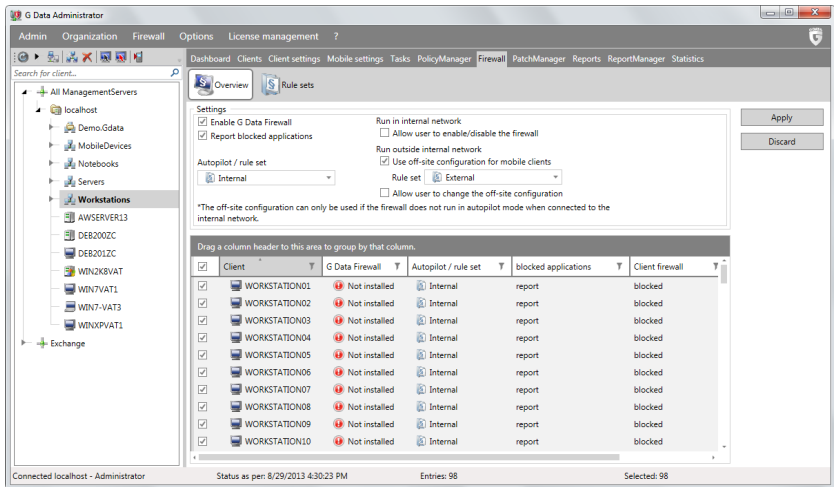 G Data Administrator
Admin Organization Firewall Options License management ?
Dashboard Clients Client settings Mobile settings Tasks PolicyManager Firewall PatchManager Reports ReportManager Statistics
Search for client...
Overview Rule sets
All ManagementServers
localhost
Demo.Gdata
MobileDevices
Notebooks
Servers
Workstations
AWSERVER13
DEB200ZC
DEB201ZC
WIN2K8VAT
WIN7VAT1
WIN7-VAT3
WINXPVAT1
Exchange
Settings
Enable G Data Firewall
Report blocked applications
Autopilot / rule set
Internal
Run in internal network
Allow user to enable/disable the firewall
Run outside internal network
Use off-site configuration for mobile clients
Rule set External
Allow user to change the off-site configuration
*The off-site configuration can only be used if the firewall does not run in autopilot mode when connected to the
internal network.
Apply
Discard
Drag a column header to this area to group by that column.
Client G Data Firewall Autopilot / rule set blocked applications Client firewall
WORKSTATION01 Not installed Internal report blocked
WORKSTATION02 Not installed Internal report blocked
WORKSTATION03 Not installed Internal report blocked
WORKSTATION04 Not installed Internal report blocked
WORKSTATION05 Not installed Internal report blocked
WORKSTATION06 Not installed Internal report blocked
WORKSTATION07 Not installed Internal report blocked
WORKSTATION08 Not installed Internal report blocked
WORKSTATION09 Not installed Internal report blocked
WORKSTATION10 Not installed Internal report blocked
Connected localhost - Administrator Status as per: 8/29/2013 4:30:23 PM Entries: 98 Selected: 98